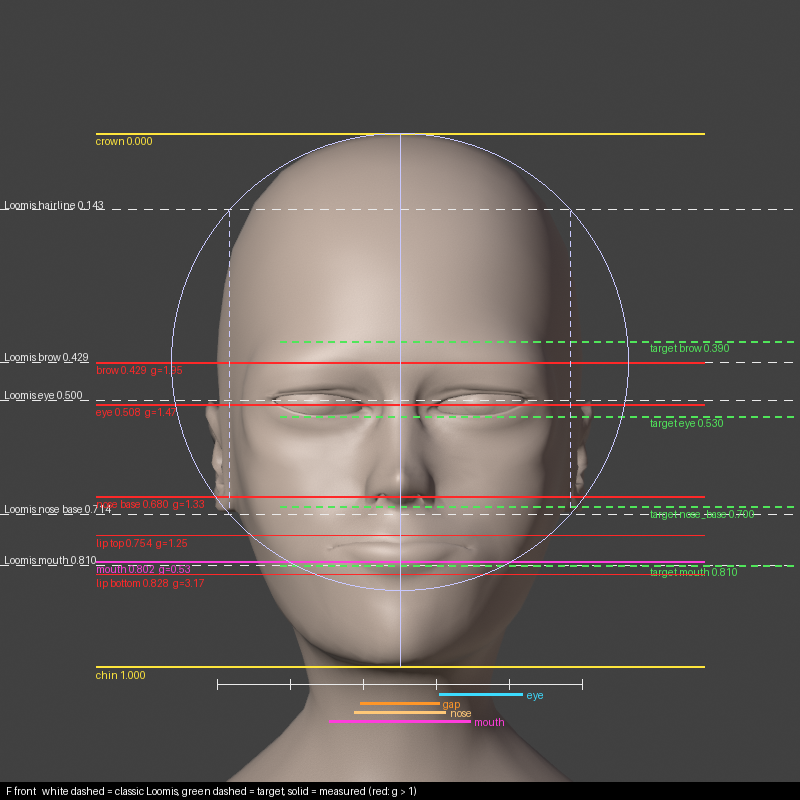 crown 0.000
Loomis hairline 0.143
target brow 0.390
Loomis brow 0.429
brow 0.429 g=1.95
Loomis eye 0.500
eye 0.508 g=1.47
target eye 0.530
nose base 0.680 g=1.33
Loomis nose base 0.714
target nose_base 0.700
lip top 0.754 g=1.25
Loomis mouth 0.810
mouth 0.802 g=0.53
target mouth 0.810
lip bottom 0.828 g=3.17
chin 1.000
eye
gap
nose
mouth
F front white dashed = classic Loomis, green dashed = target, solid = measured (red: g > 1)